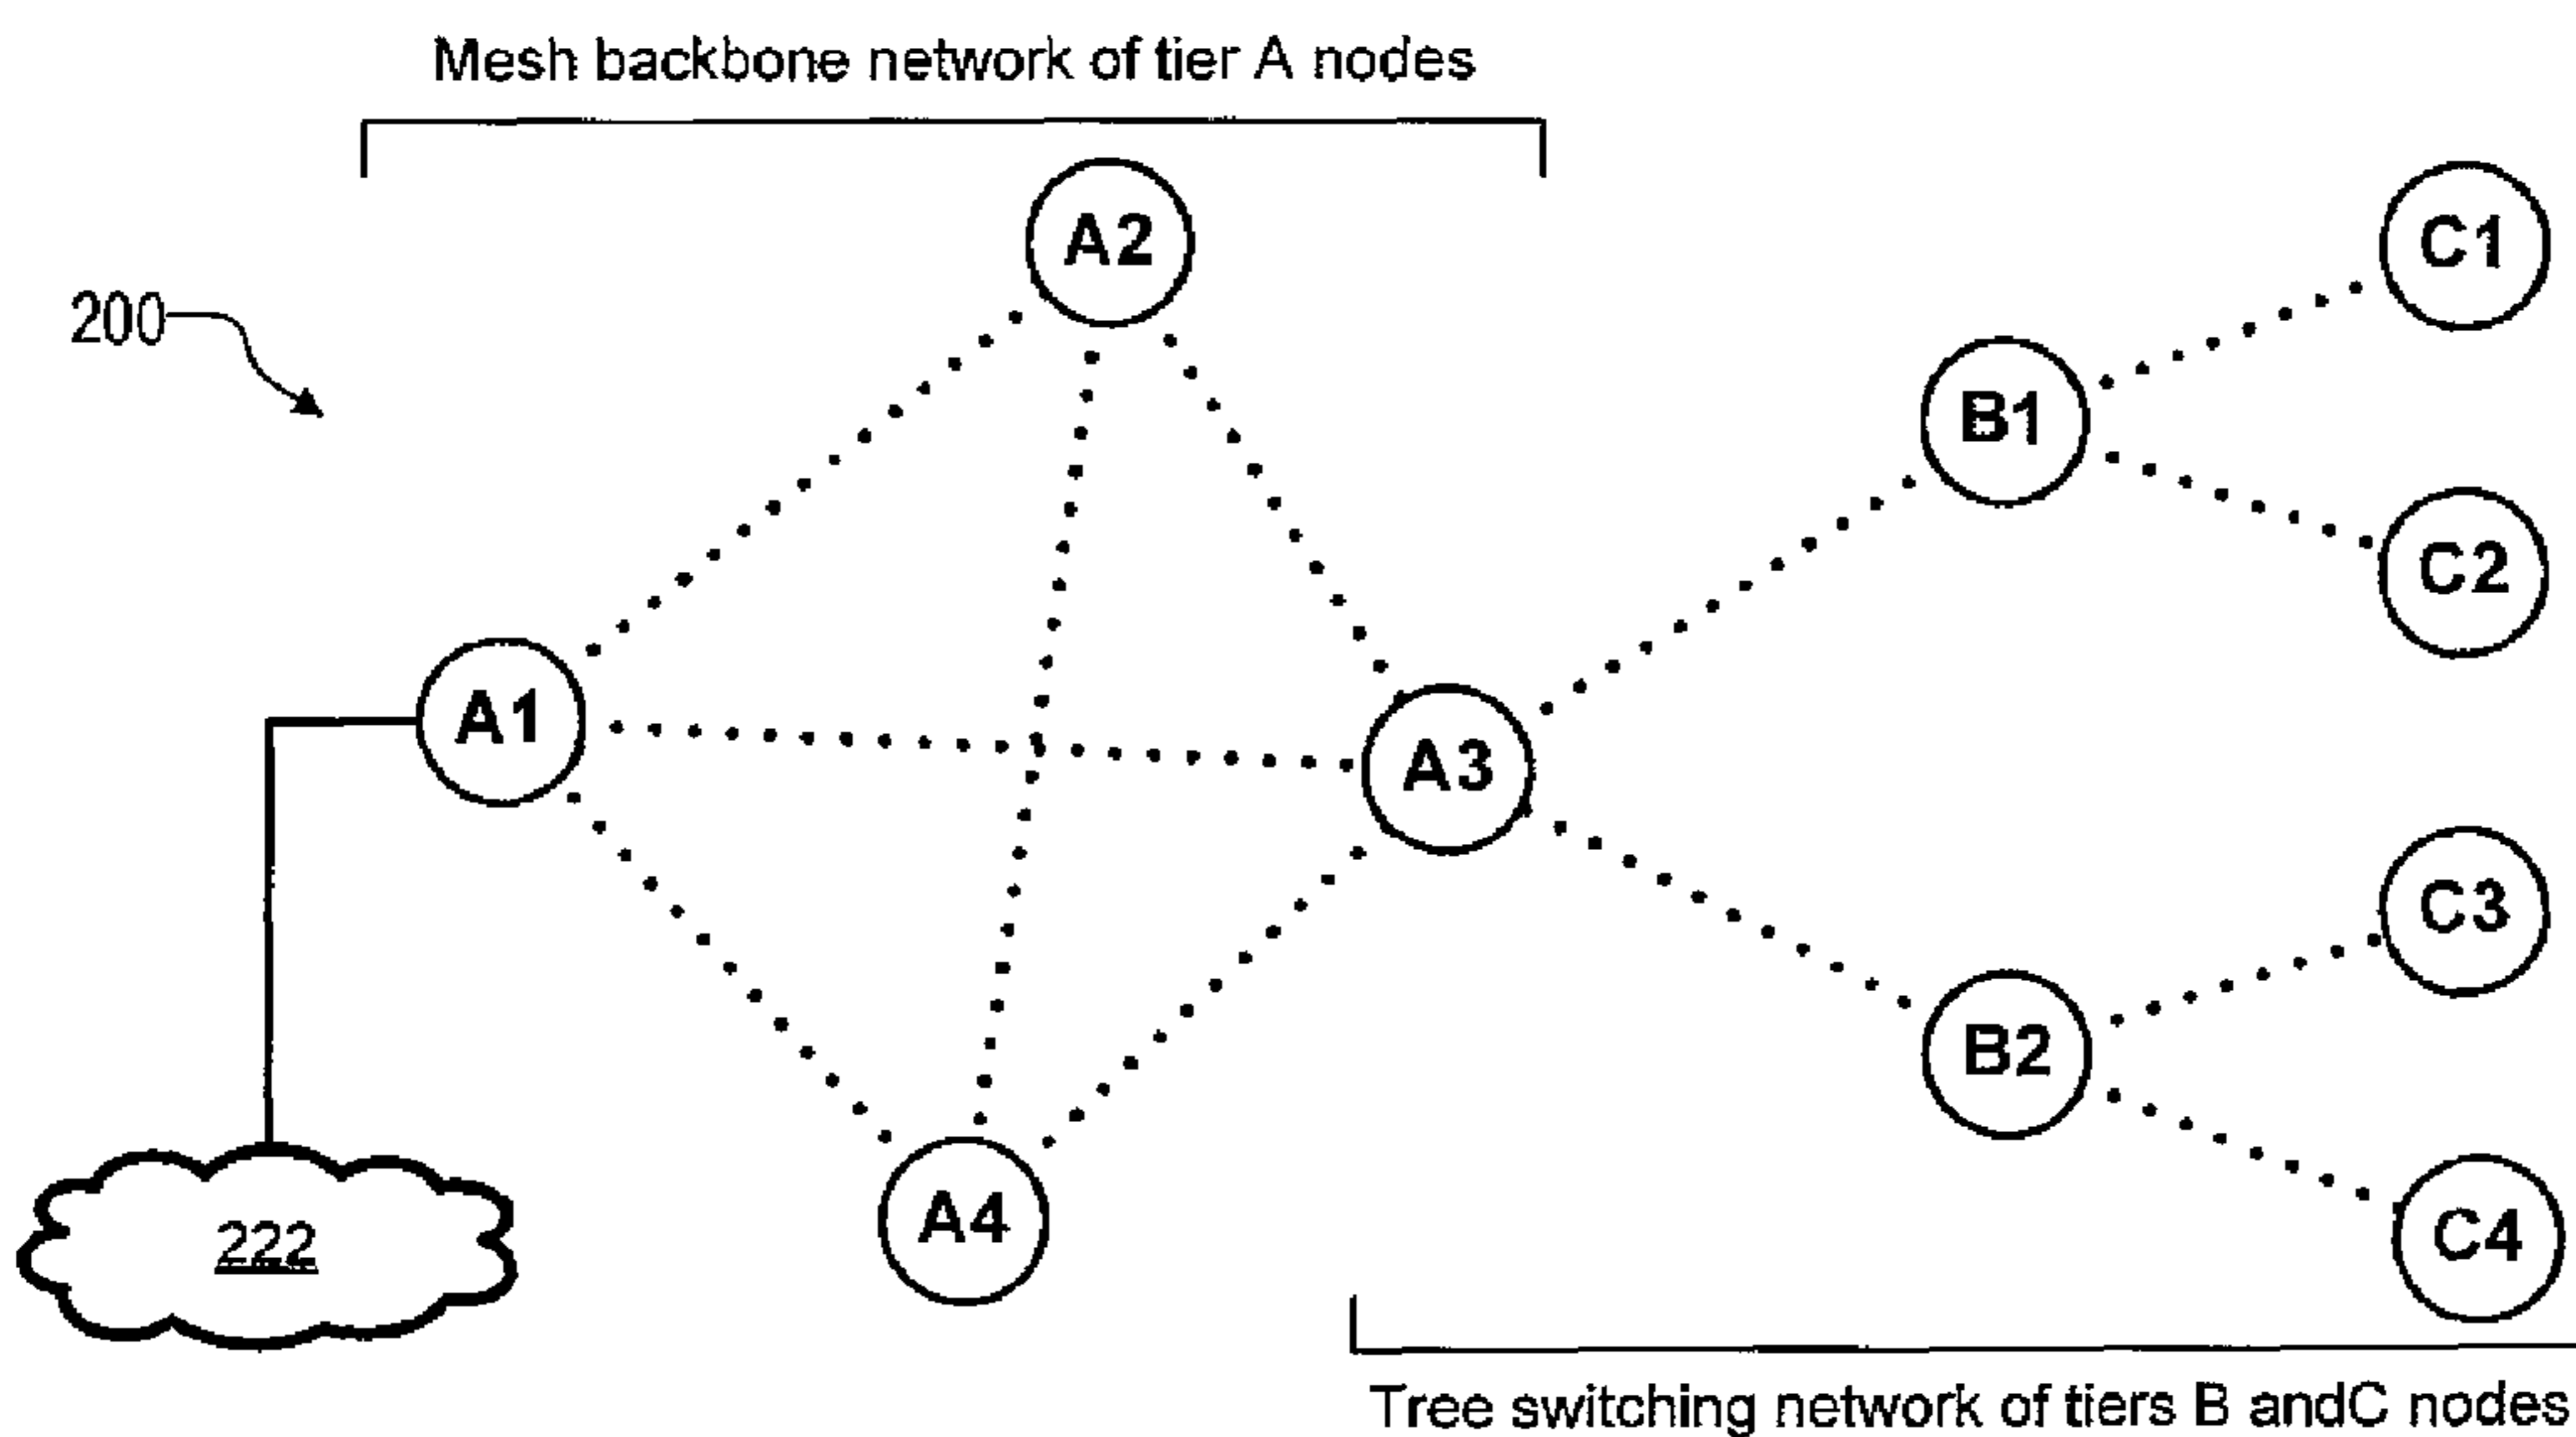 Mesh backbone network of tier A nodes
A2
C1
200
B1
C2
A1
A3
C3
B2
A4
C4
222
Tree switching network of tiers B andC nodes